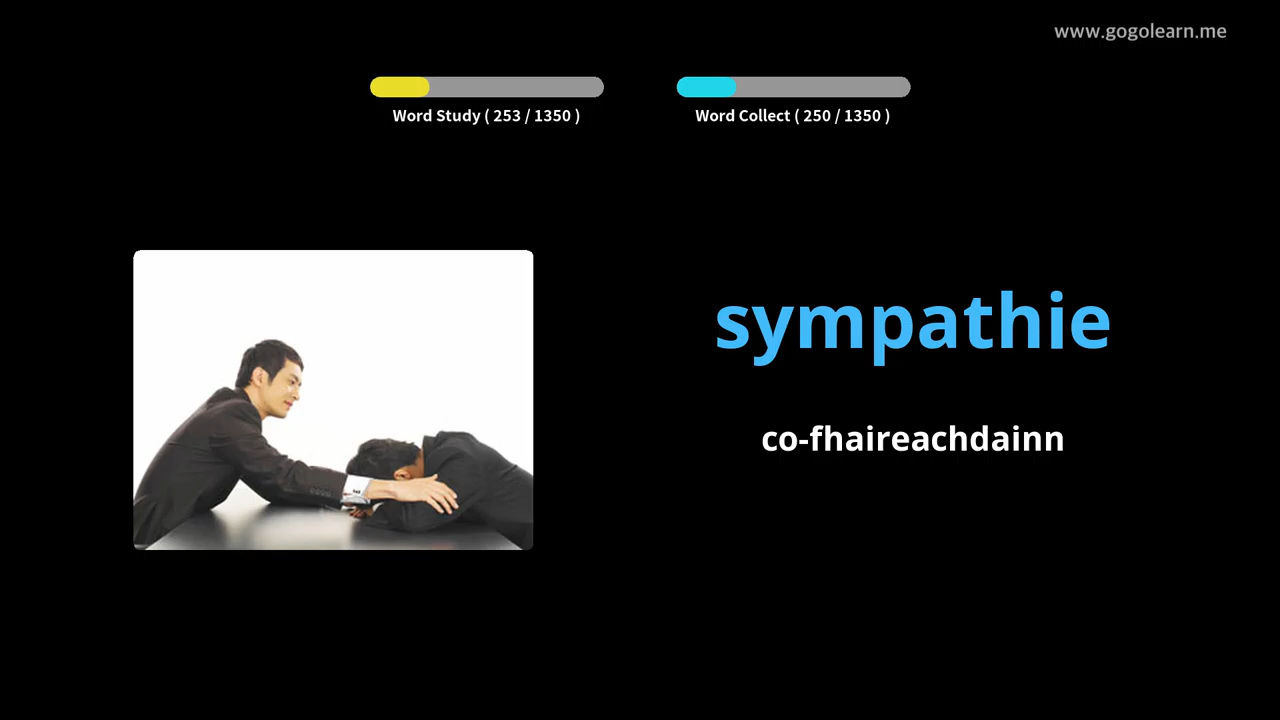 www.gogolearn.me
Word Study ( 253 / 1350 )
Word Collect ( 250 / 1350 )
sympathie
co-fhaireachdainn